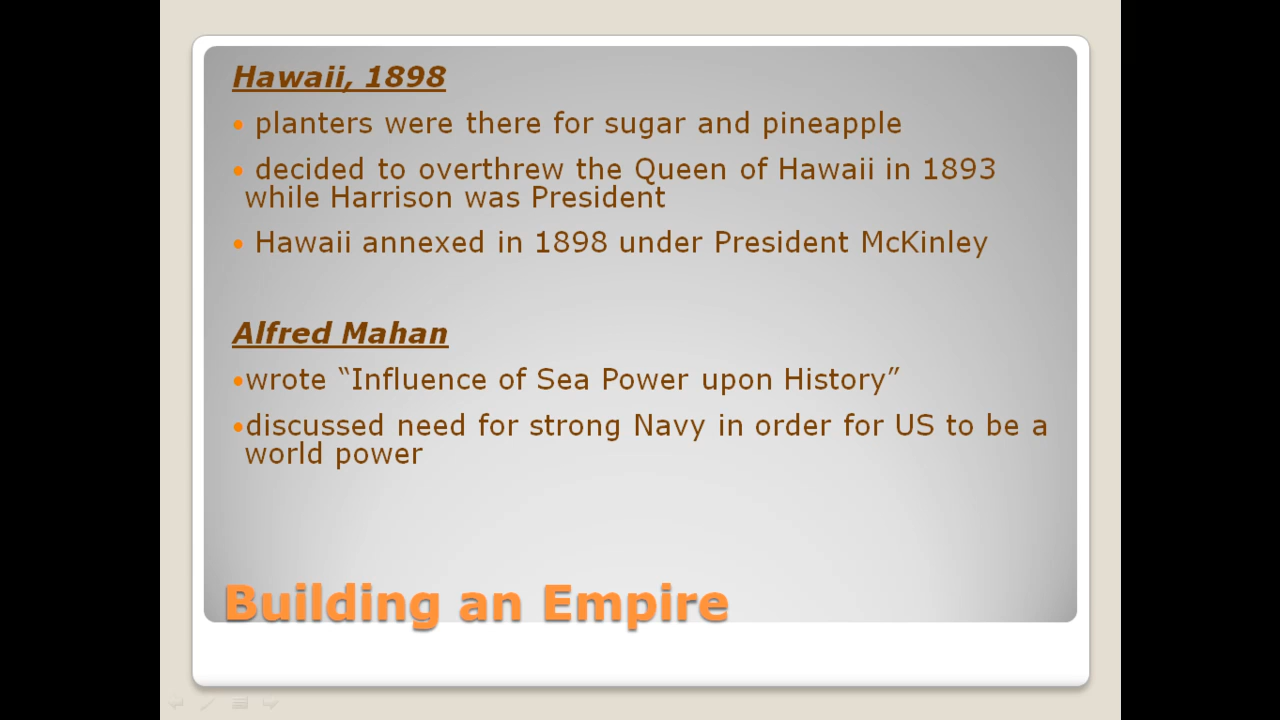 Hawaii, 1898
• planters were there for sugar and pineapple
• decided to overthrew the Queen of Hawaii in 1893
while Harrison was President
• Hawaii annexed in 1898 under President McKinley
Alfred Mahan
•wrote “Influence of Sea Power upon History”
•discussed need for strong Navy in order for US to be a
world power
Building an Empire